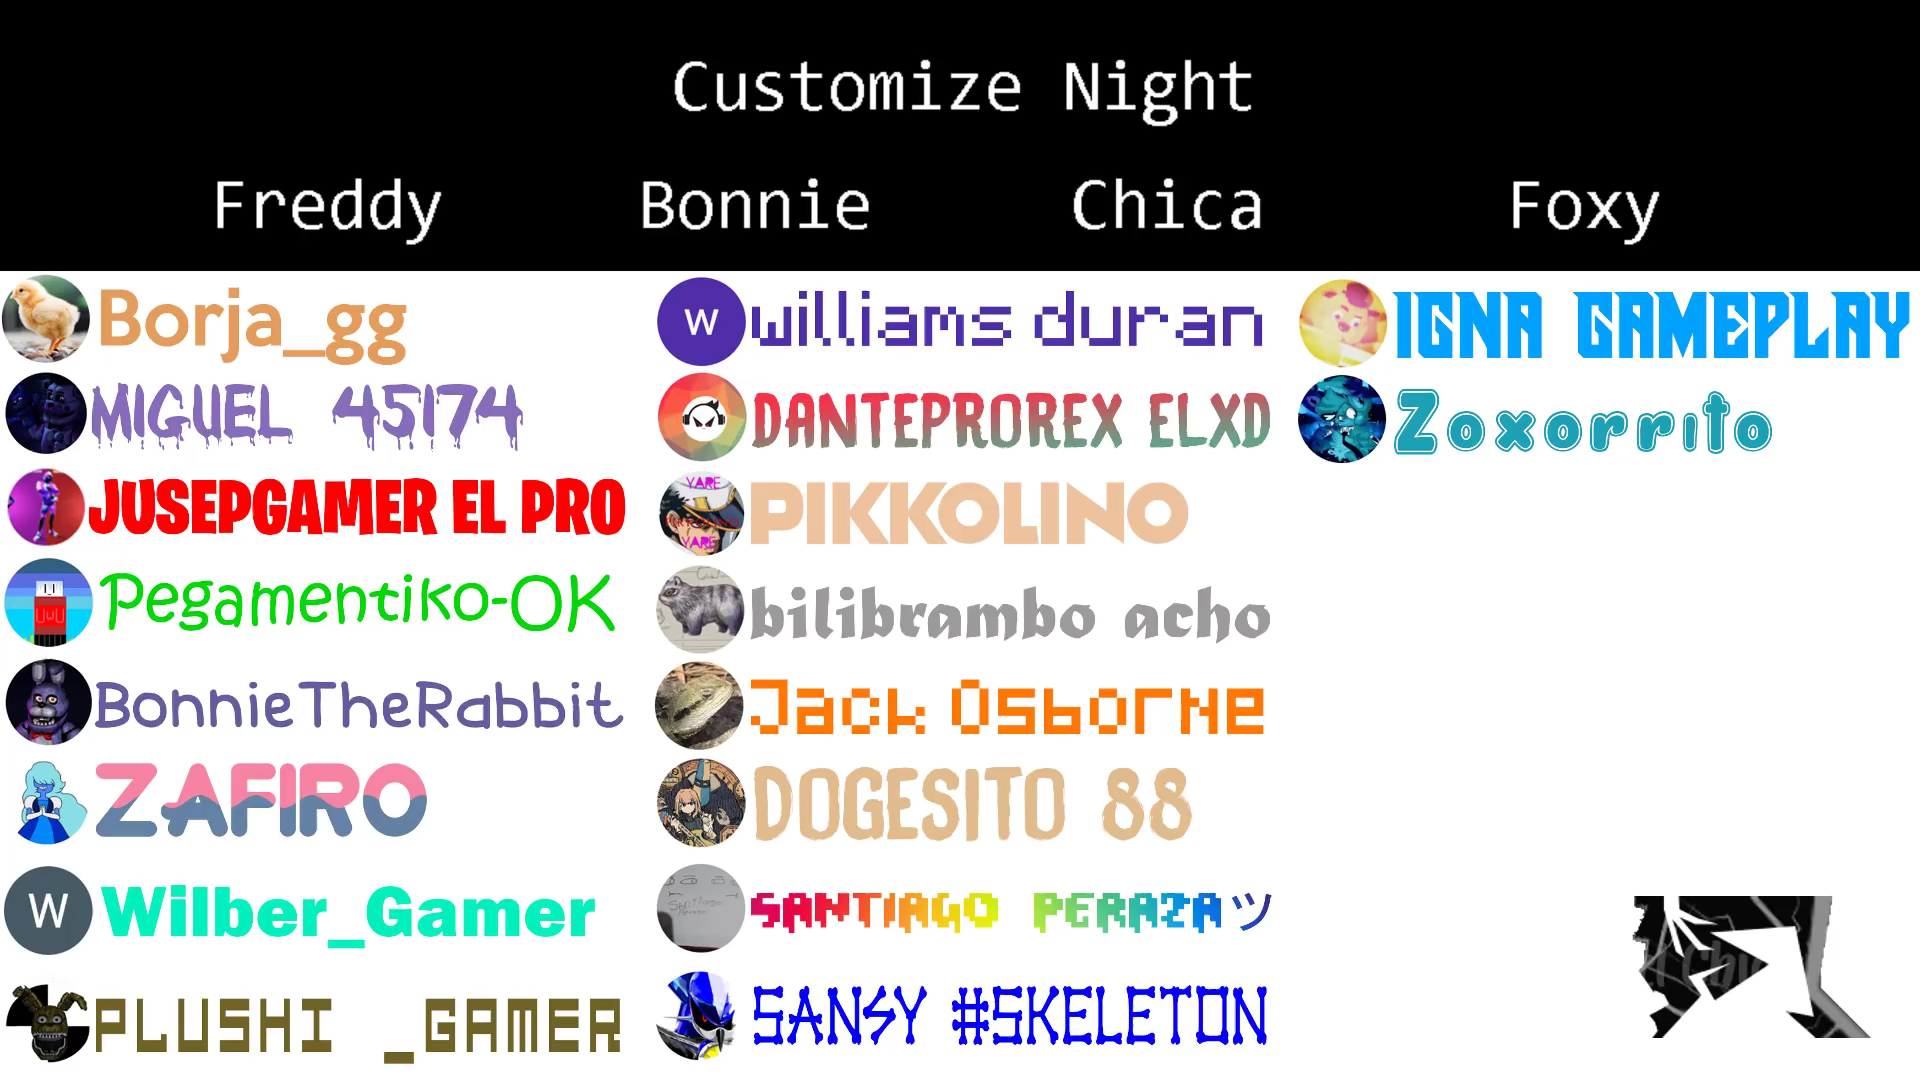 Customize Night
Freddy Bonnie Chica Foxy
Borja_gg
MIGUEL 45174
JUSEPGAMER EL PRO
Pegamentiko-OK
BonnieTheRabbit
ZAFIRO
W Wilber_Gamer
PLUSHI _GAMER
W williams duran
DANTEPROREX ELXD
YARE
YARE
PIKKOLINO
bilibrambo acho
Jack Osborne
DOGESITO 88
SANTIAGO PERAZAツ
SANSY #SKELETON
IGNA GAMEPLAY
Zoxorrito